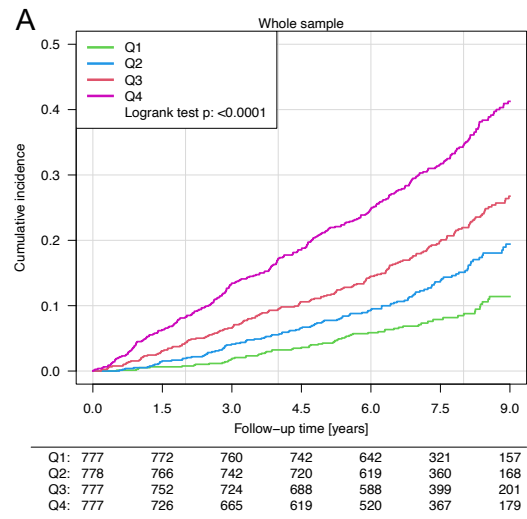 A
Whole sample
Q1
Q2
Q3
Q4
Logrank test p: <0.0001
Cumulative incidence
0.5
0.4
0.3
0.2
0.1
0.0
0.0 1.5 3.0 4.5 6.0 7.5 9.0
Follow−up time [years]
Q1: 777 772 760 742 642 321 157
Q2: 778 766 742 720 619 360 168
Q3: 777 752 724 688 588 399 201
Q4: 777 726 665 619 520 367 179